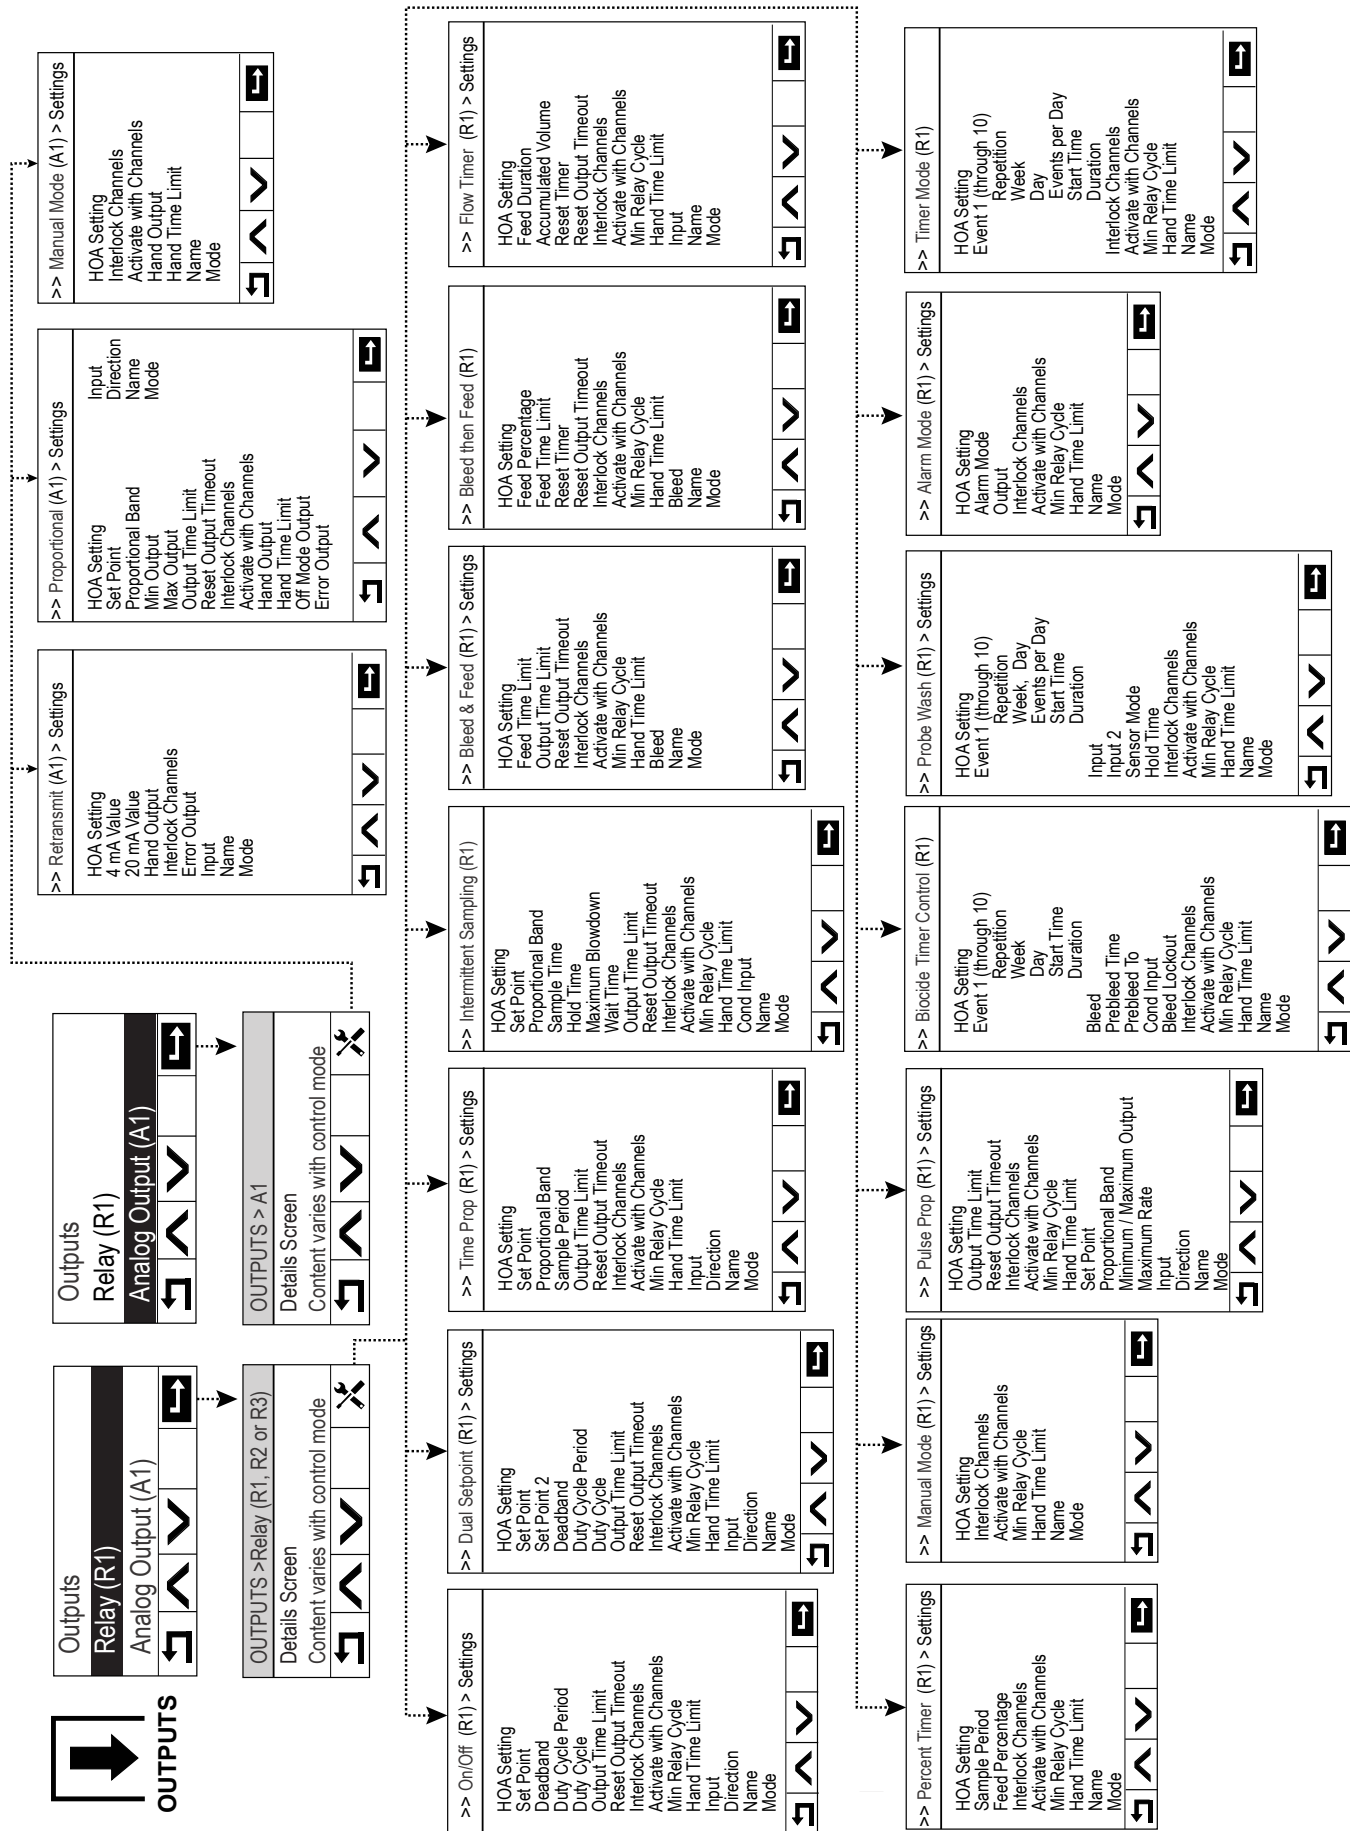 OUTPUTS
Outputs
Relay (R1)
Analog Output (A1)
OUTPUTS >Relay (R1, R2 or R3)
Details Screen
Content varies with control mode
Outputs
Relay (R1)
Analog Output (A1)
OUTPUTS > A1
Details Screen
Content varies with control mode
>> Retransmit (A1) > Settings
HOA Setting
4 mA Value
20 mA Value
Hand Output
Interlock Channels
Error Output
Input
Name
Mode
>> Proportional (A1) > Settings
HOA Setting
Set Point
Proportional Band
Min Output
Max Output
Output Time Limit
Reset Output Timeout
Interlock Channels
Activate with Channels
Hand Output
Hand Time Limit
Off Mode Output
Error Output
Input
Direction
Name
Mode
>> Manual Mode (A1) > Settings
HOA Setting
Interlock Channels
Activate with Channels
Hand Output
Hand Time Limit
Name
Mode
>> On/Off (R1) > Settings
HOA Setting
Set Point
Deadband
Duty Cycle Period
Duty Cycle
Output Time Limit
Reset Output Timeout
Interlock Channels
Activate with Channels
Min Relay Cycle
Hand Time Limit
Input
Direction
Name
Mode
>> Dual Setpoint (R1) > Settings
HOA Setting
Set Point
Set Point 2
Deadband
Duty Cycle Period
Duty Cycle
Output Time Limit
Reset Output Timeout
Interlock Channels
Activate with Channels
Min Relay Cycle
Hand Time Limit
Input
Direction
Name
Mode
>> Time Prop (R1) > Settings
HOA Setting
Set Point
Proportional Band
Sample Period
Output Time Limit
Reset Output Timeout
Interlock Channels
Activate with Channels
Min Relay Cycle
Hand Time Limit
Input
Direction
Name
Mode
>> Intermittent Sampling (R1)
HOA Setting
Set Point
Proportional Band
Sample Time
Hold Time
Maximum Blowdown
Wait Time
Output Time Limit
Reset Output Timeout
Interlock Channels
Activate with Channels
Min Relay Cycle
Hand Time Limit
Cond Input
Name
Mode
>> Bleed & Feed (R1) > Settings
HOA Setting
Feed Time Limit
Output Time Limit
Reset Output Timeout
Interlock Channels
Activate with Channels
Min Relay Cycle
Hand Time Limit
Bleed
Name
Mode
>> Bleed then Feed (R1)
HOA Setting
Feed Percentage
Feed Time Limit
Reset Timer
Reset Output Timeout
Interlock Channels
Activate with Channels
Min Relay Cycle
Hand Time Limit
Bleed
Name
Mode
>> Flow Timer (R1) > Settings
HOA Setting
Feed Duration
Accumulated Volume
Reset Timer
Reset Output Timeout
Interlock Channels
Activate with Channels
Min Relay Cycle
Hand Time Limit
Input
Name
Mode
>> Percent Timer (R1) > Settings
HOA Setting
Sample Period
Feed Percentage
Interlock Channels
Activate with Channels
Min Relay Cycle
Hand Time Limit
Name
Mode
>> Manual Mode (R1) > Settings
HOA Setting
Interlock Channels
Activate with Channels
Min Relay Cycle
Hand Time Limit
Name
Mode
>> Pulse Prop (R1) > Settings
HOA Setting
Output Time Limit
Reset Output Timeout
Interlock Channels
Activate with Channels
Min Relay Cycle
Hand Time Limit
Set Point
Proportional Band
Minimum / Maximum Output
Maximum Rate
Input
Direction
Name
Mode
>> Biocide Timer Control (R1)
HOA Setting
Event 1 (through 10)
Repetition
Week
Day
Start Time
Duration
Bleed
Prebleed Time
Prebleed To
Cond Input
Bleed Lockout
Interlock Channels
Activate with Channels
Min Relay Cycle
Hand Time Limit
Name
Mode
>> Probe Wash (R1) > Settings
HOA Setting
Event 1 (through 10)
Repetition
Week, Day
Events per Day
Start Time
Duration
Input
Input 2
Sensor Mode
Hold Time
Interlock Channels
Activate with Channels
Min Relay Cycle
Hand Time Limit
Name
Mode
>> Alarm Mode (R1) > Settings
HOA Setting
Alarm Mode
Output
Interlock Channels
Activate with Channels
Min Relay Cycle
Hand Time Limit
Name
Mode
>> Timer Mode (R1)
HOA Setting
Event 1 (through 10)
Repetition
Week
Day
Events per Day
Start Time
Duration
Interlock Channels
Activate with Channels
Min Relay Cycle
Hand Time Limit
Name
Mode